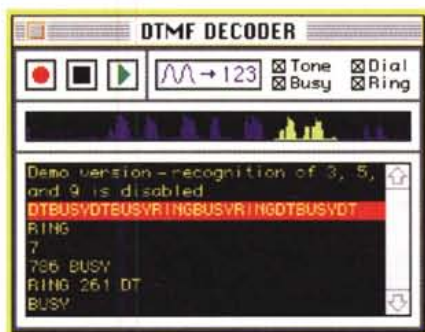 DTMF DECODER
123
Tone Dial
Busy Ring
Demo version – recognition of 3, 5,
and 9 is disabled
DTBUSYDTBUSYRINGBUSYRINGDTBUSYDT
RING
7
786 BUSY
RING 261 DT
BUSY